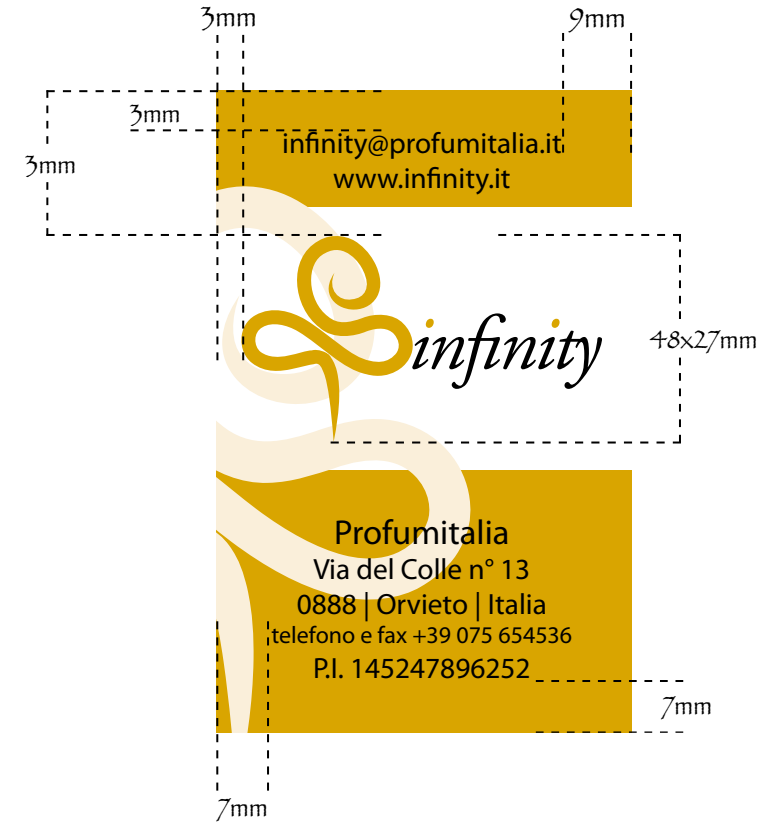 3mm
9mm
3mm
3mm
infinity@profumitalia.it
www.infinity.it
infinity
48x27mm
Profumitalia
Via del Colle n° 13
0888 | Orvieto | Italia
telefono e fax +39 075 654536
P.I. 145247896252
7mm
7mm